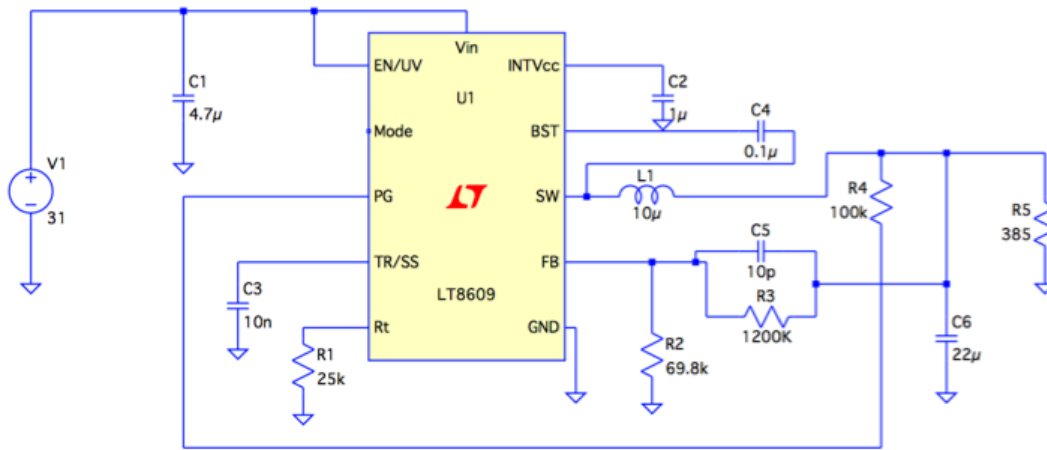 Vin
EN/UV
INTVcc
C1
4.7µ
U1
C2
1µ
Mode
BST
C4
0.1µ
V1
31
PG
SW
L1
10µ
R4
100k
R5
385
TR/SS
FB
C5
10p
C3
10n
LT8609
R3
1200K
Rt
GND
R1
25k
R2
69.8k
C6
22µ